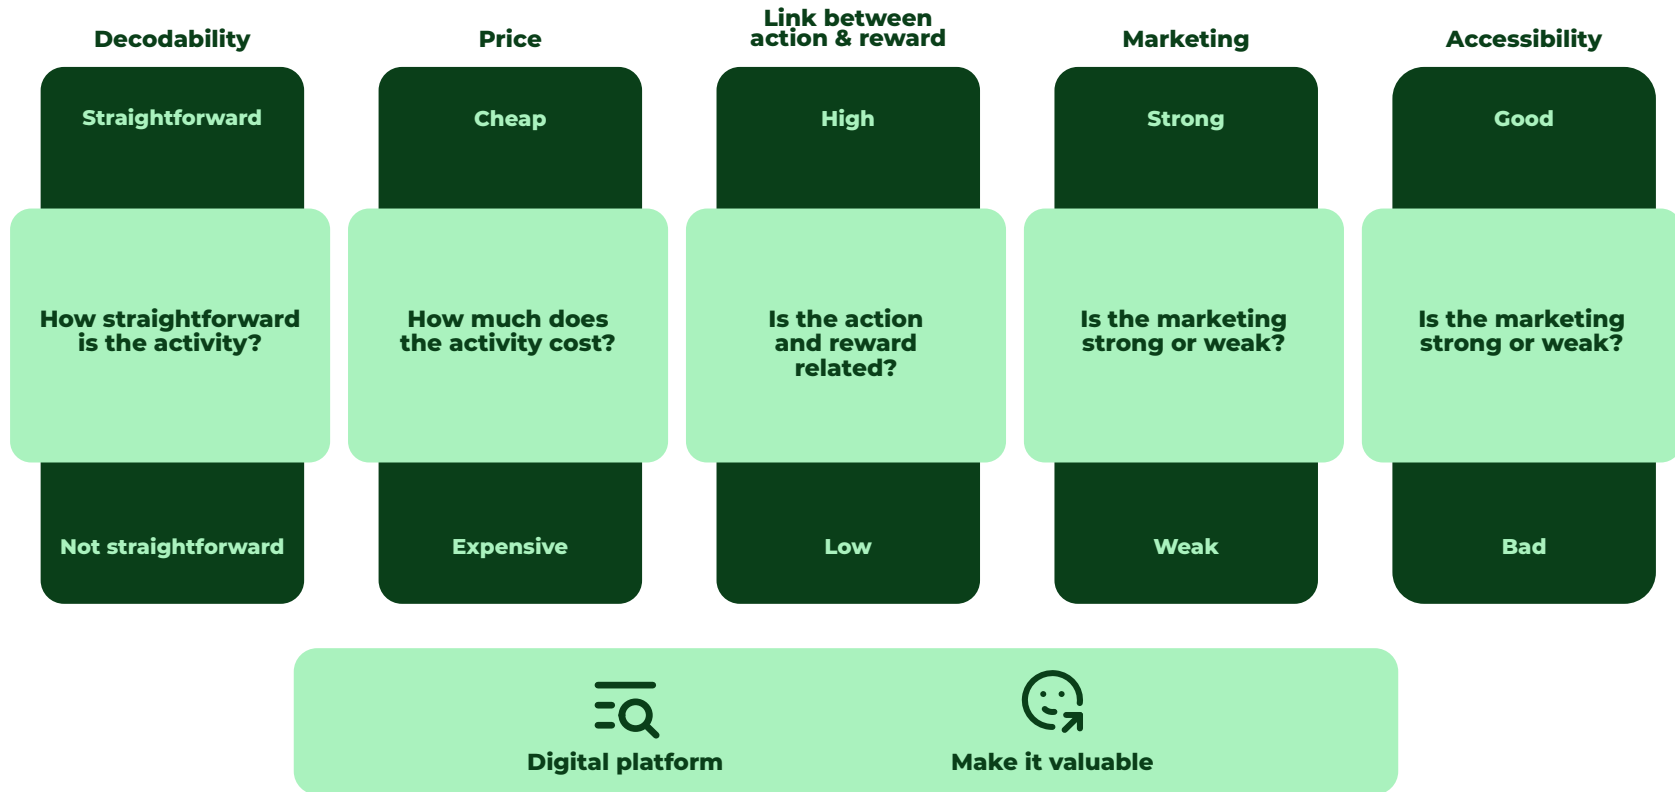 Decodability
Straightforward
How straightforward
is the activity?
Not straightforward
Price
Cheap
How much does
the activity cost?
Expensive
Link between
action & reward
High
Is the action
and reward
related?
Low
Marketing
Strong
Is the marketing
strong or weak?
Weak
Accessibility
Good
Is the marketing
strong or weak?
Bad
Digital platform
Make it valuable